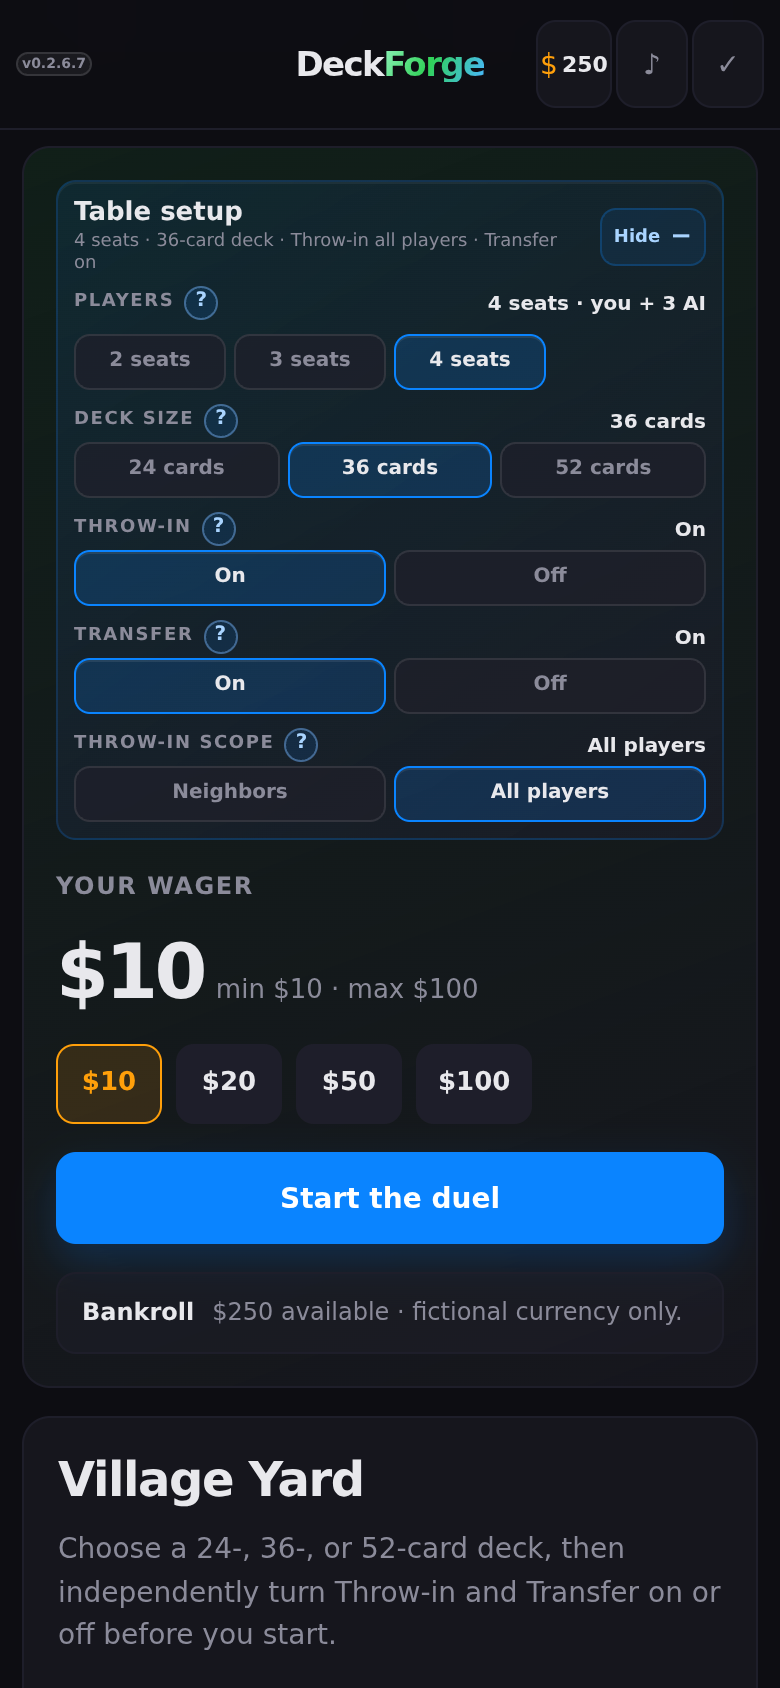 v0.2.6.7
DeckForge
$ 250
♪
✓
Table setup
4 seats · 36-card deck · Throw-in all players · Transfer
on
Hide −
PLAYERS ? 4 seats · you + 3 AI
2 seats 3 seats 4 seats
DECK SIZE ? 36 cards
24 cards 36 cards 52 cards
THROW-IN ? On
On Off
TRANSFER ? On
On Off
THROW-IN SCOPE ? All players
Neighbors All players
YOUR WAGER
$10 min $10 · max $100
$10 $20 $50 $100
Start the duel
Bankroll $250 available · fictional currency only.
Village Yard
Choose a 24-, 36-, or 52-card deck, then
independently turn Throw-in and Transfer on or
off before you start.